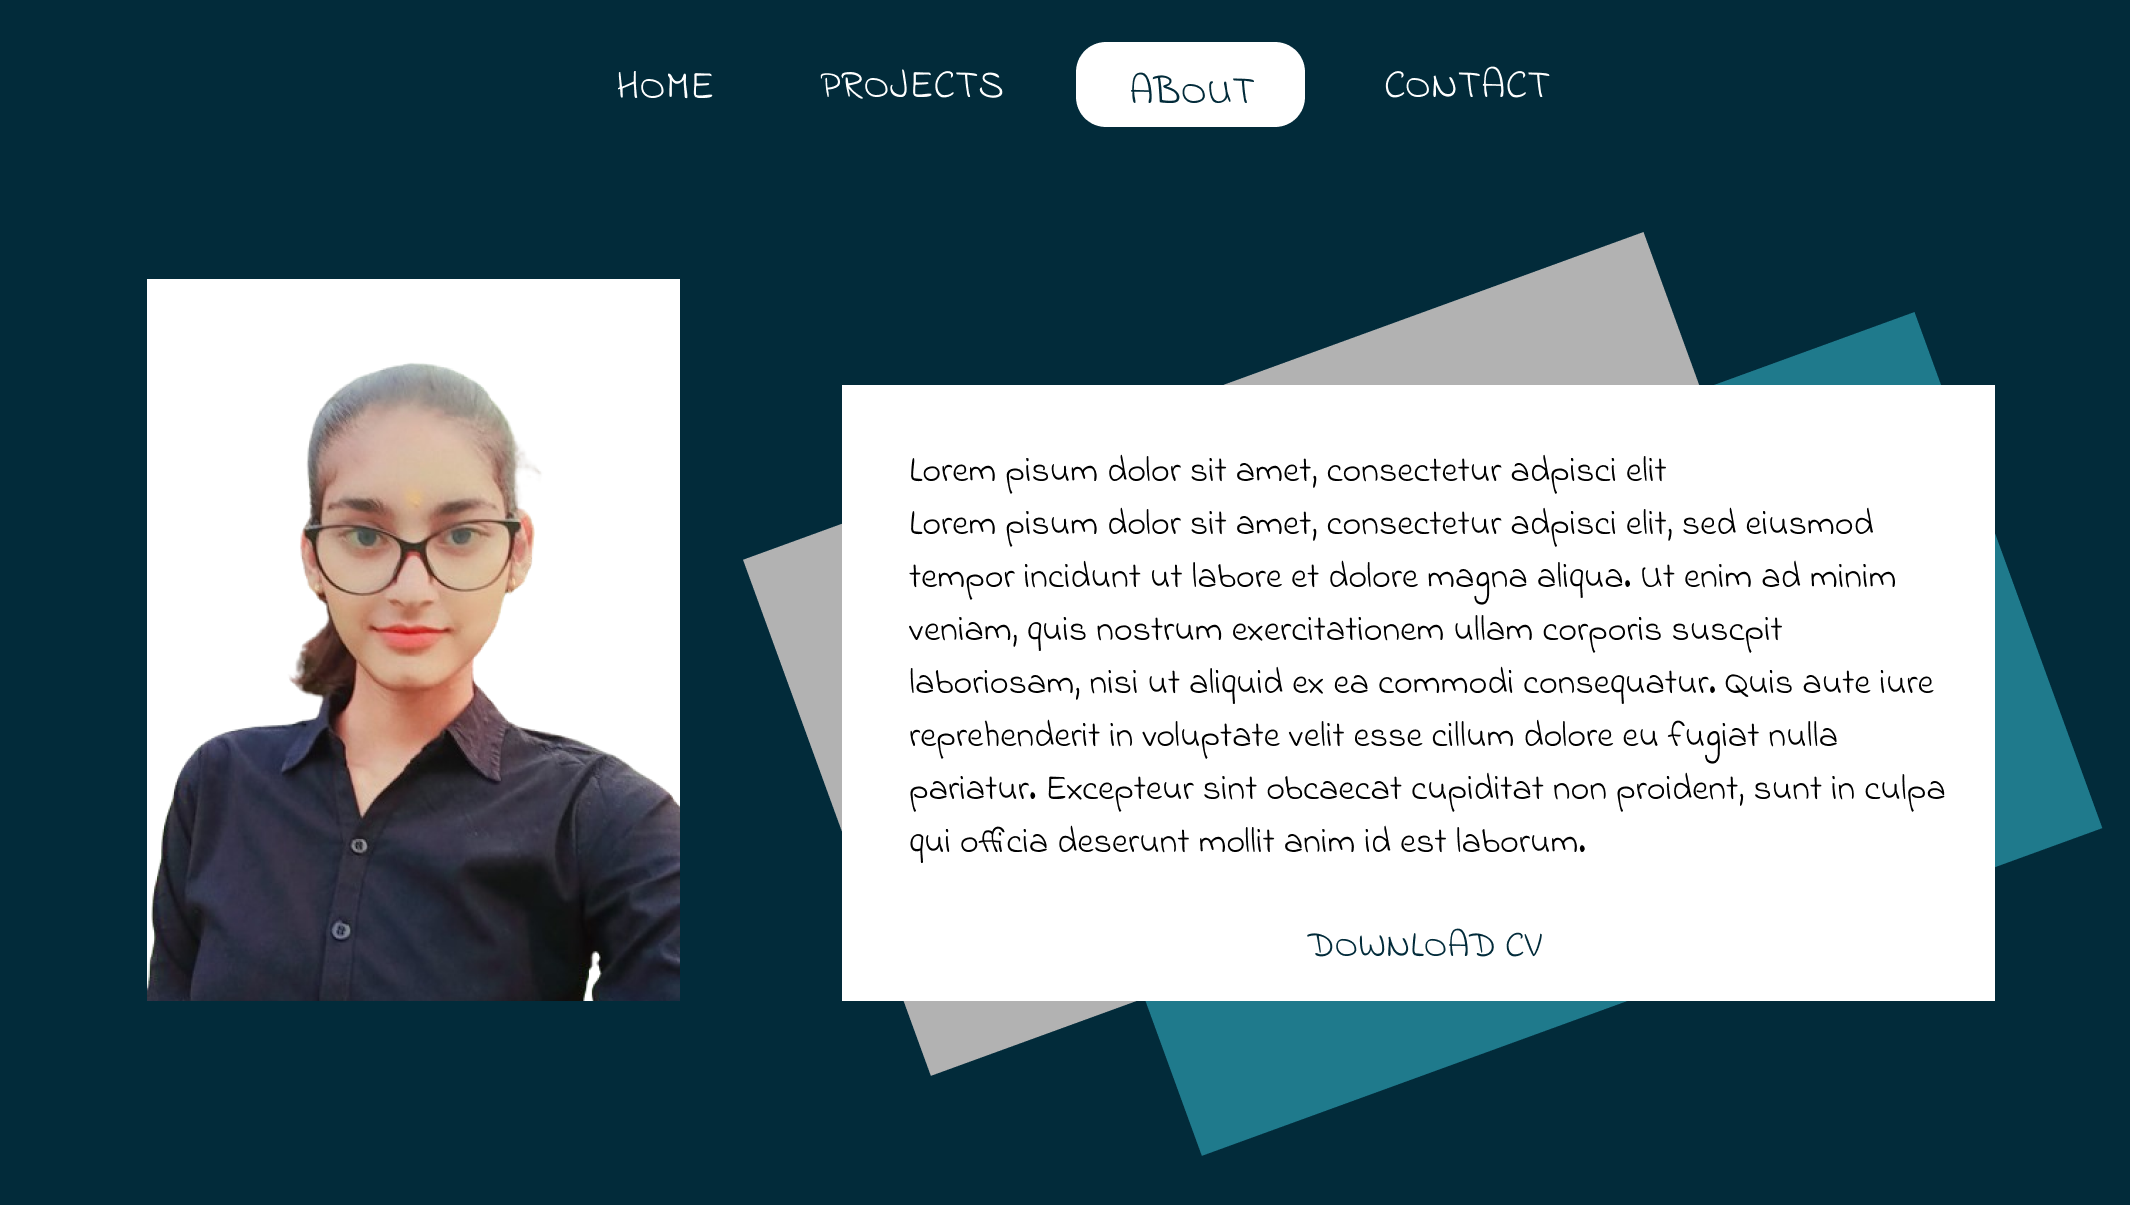 HOME PROJECTS ABOUT CONTACT
Lorem pisum dolor sit amet, consectetur adpisci elit
Lorem pisum dolor sit amet, consectetur adpisci elit, sed eiusmod
tempor incidunt ut labore et dolore magna aliqua. Ut enim ad minim
veniam, quis nostrum exercitationem ullam corporis suscpit
laboriosam, nisi ut aliquid ex ea commodi consequatur. Quis aute iure
reprehenderit in voluptate velit esse cillum dolore eu fugiat nulla
pariatur. Excepteur sint obcaecat cupiditat non proident, sunt in culpa
qui officia deserunt mollit anim id est laborum.
DOWNLOAD CV